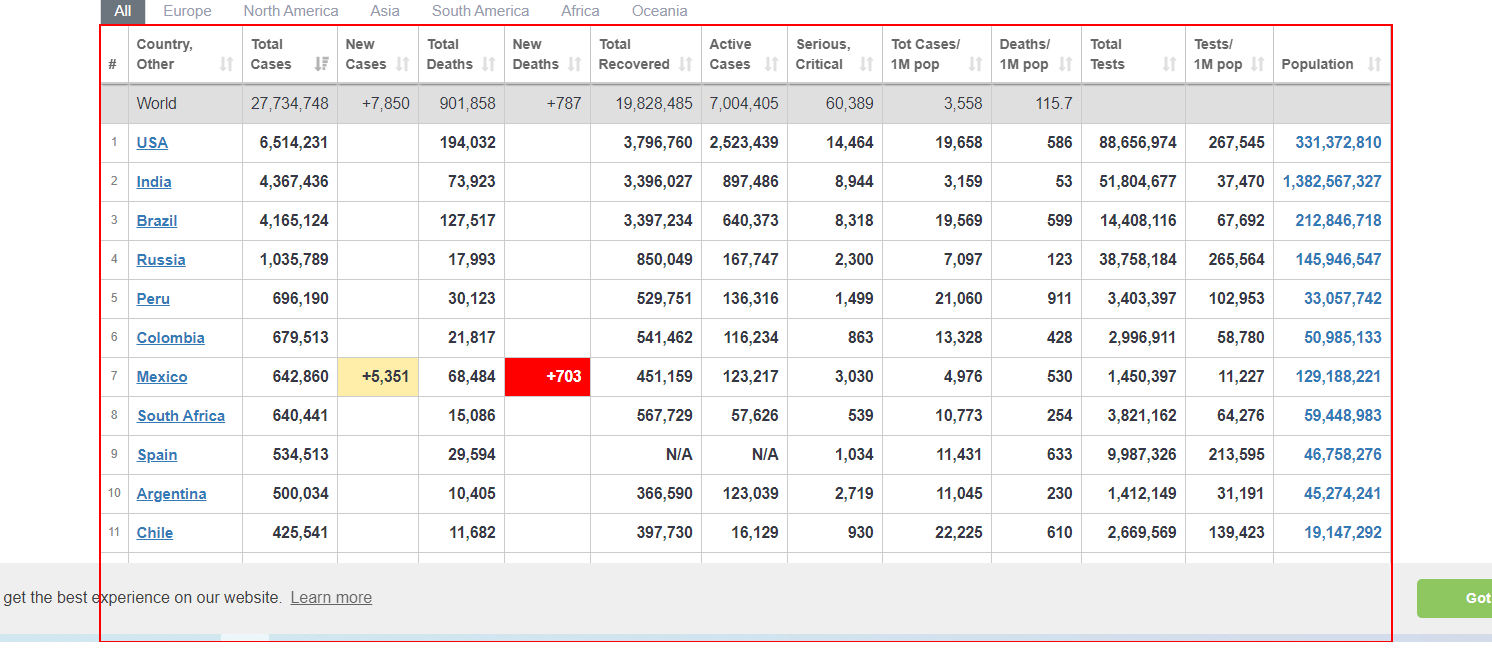 All Europe North America Asia South America Africa Oceania
# Country, Other Total Cases New Cases Total Deaths New Deaths Total Recovered Active Cases Serious, Critical Tot Cases/ 1M pop Deaths/ 1M pop Total Tests Tests/ 1M pop Population
World 27,734,748 +7,850 901,858 +787 19,828,485 7,004,405 60,389 3,558 115.7
1 USA 6,514,231 194,032 3,796,760 2,523,439 14,464 19,658 586 88,656,974 267,545 331,372,810
2 India 4,367,436 73,923 3,396,027 897,486 8,944 3,159 53 51,804,677 37,470 1,382,567,327
3 Brazil 4,165,124 127,517 3,397,234 640,373 8,318 19,569 599 14,408,116 67,692 212,846,718
4 Russia 1,035,789 17,993 850,049 167,747 2,300 7,097 123 38,758,184 265,564 145,946,547
5 Peru 696,190 30,123 529,751 136,316 1,499 21,060 911 3,403,397 102,953 33,057,742
6 Colombia 679,513 21,817 541,462 116,234 863 13,328 428 2,996,911 58,780 50,985,133
7 Mexico 642,860 +5,351 68,484 +703 451,159 123,217 3,030 4,976 530 1,450,397 11,227 129,188,221
8 South Africa 640,441 15,086 567,729 57,626 539 10,773 254 3,821,162 64,276 59,448,983
9 Spain 534,513 29,594 N/A N/A 1,034 11,431 633 9,987,326 213,595 46,758,276
10 Argentina 500,034 10,405 366,590 123,039 2,719 11,045 230 1,412,149 31,191 45,274,241
11 Chile 425,541 11,682 397,730 16,129 930 22,225 610 2,669,569 139,423 19,147,292
get the best experience on our website. Learn more Got